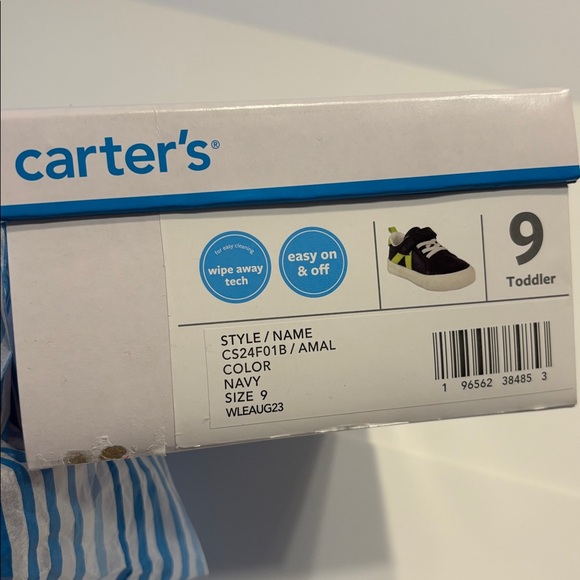 carter's®
for easy cleaning
wipe away
tech
easy on
& off
9
Toddler
STYLE / NAME
CS24F01B / AMAL
COLOR
NAVY
SIZE 9
WLEAUG23
1 96562 38485 3